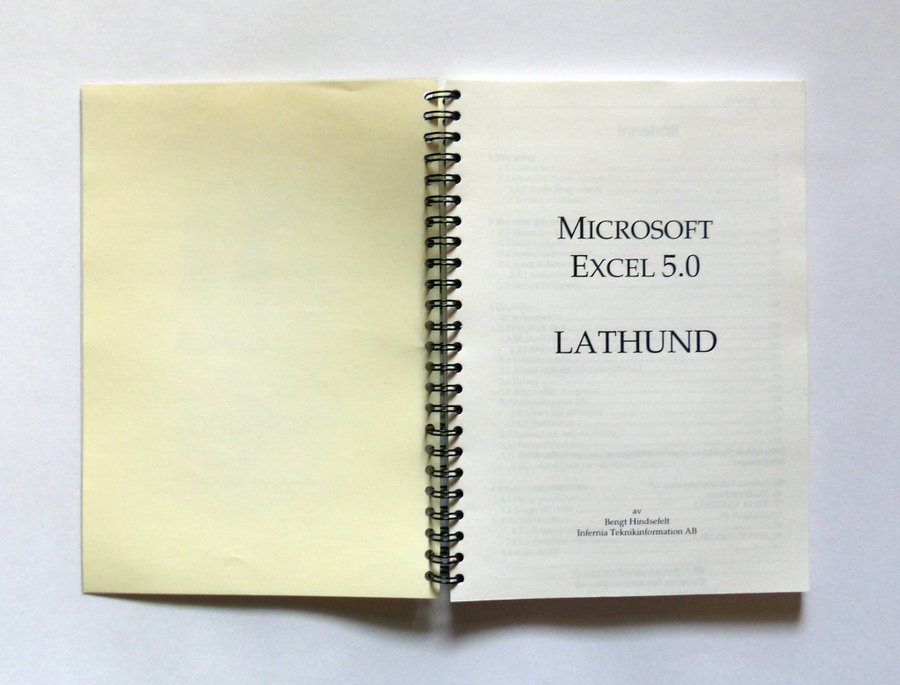 MICROSOFT
EXCEL 5.0
LATHUND
av
Bengt Hindsefelt
Infernia Teknikinformation AB